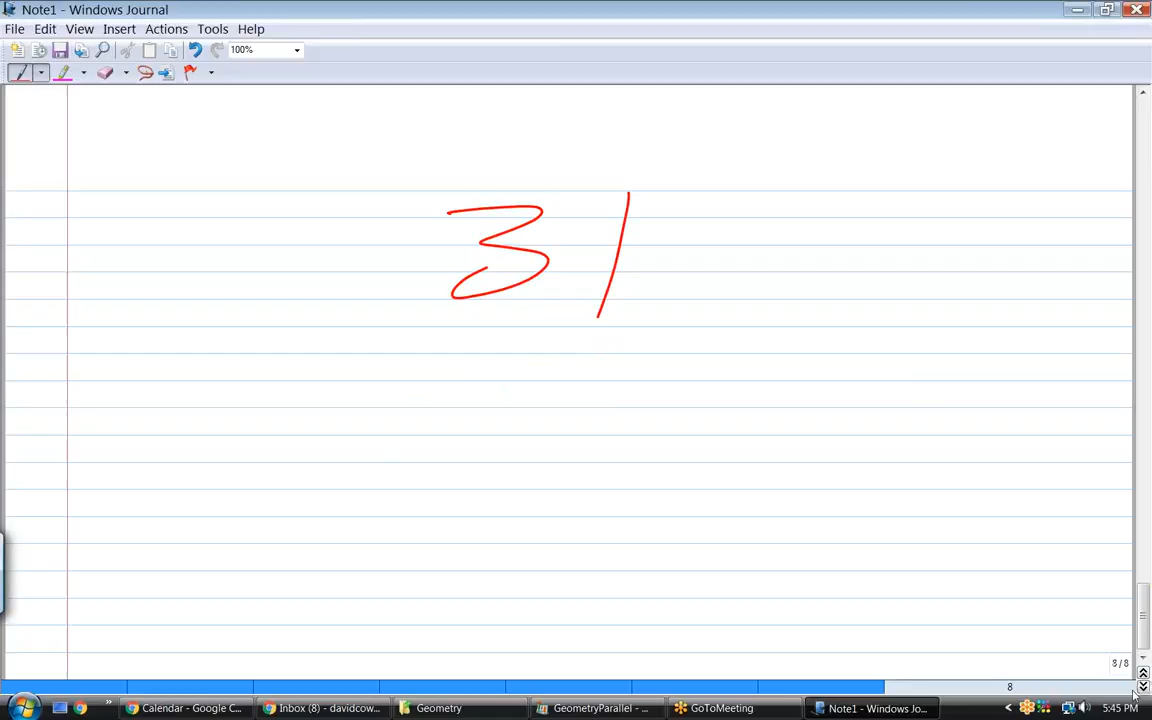 Note1 - Windows Journal
File Edit View Insert Actions Tools Help
100%
31
8/8
8
Calendar - Google C... Inbox (8) - davidcow... Geometry GeometryParallel - ... GoToMeeting Note1 - Windows Jo... 5:45 PM